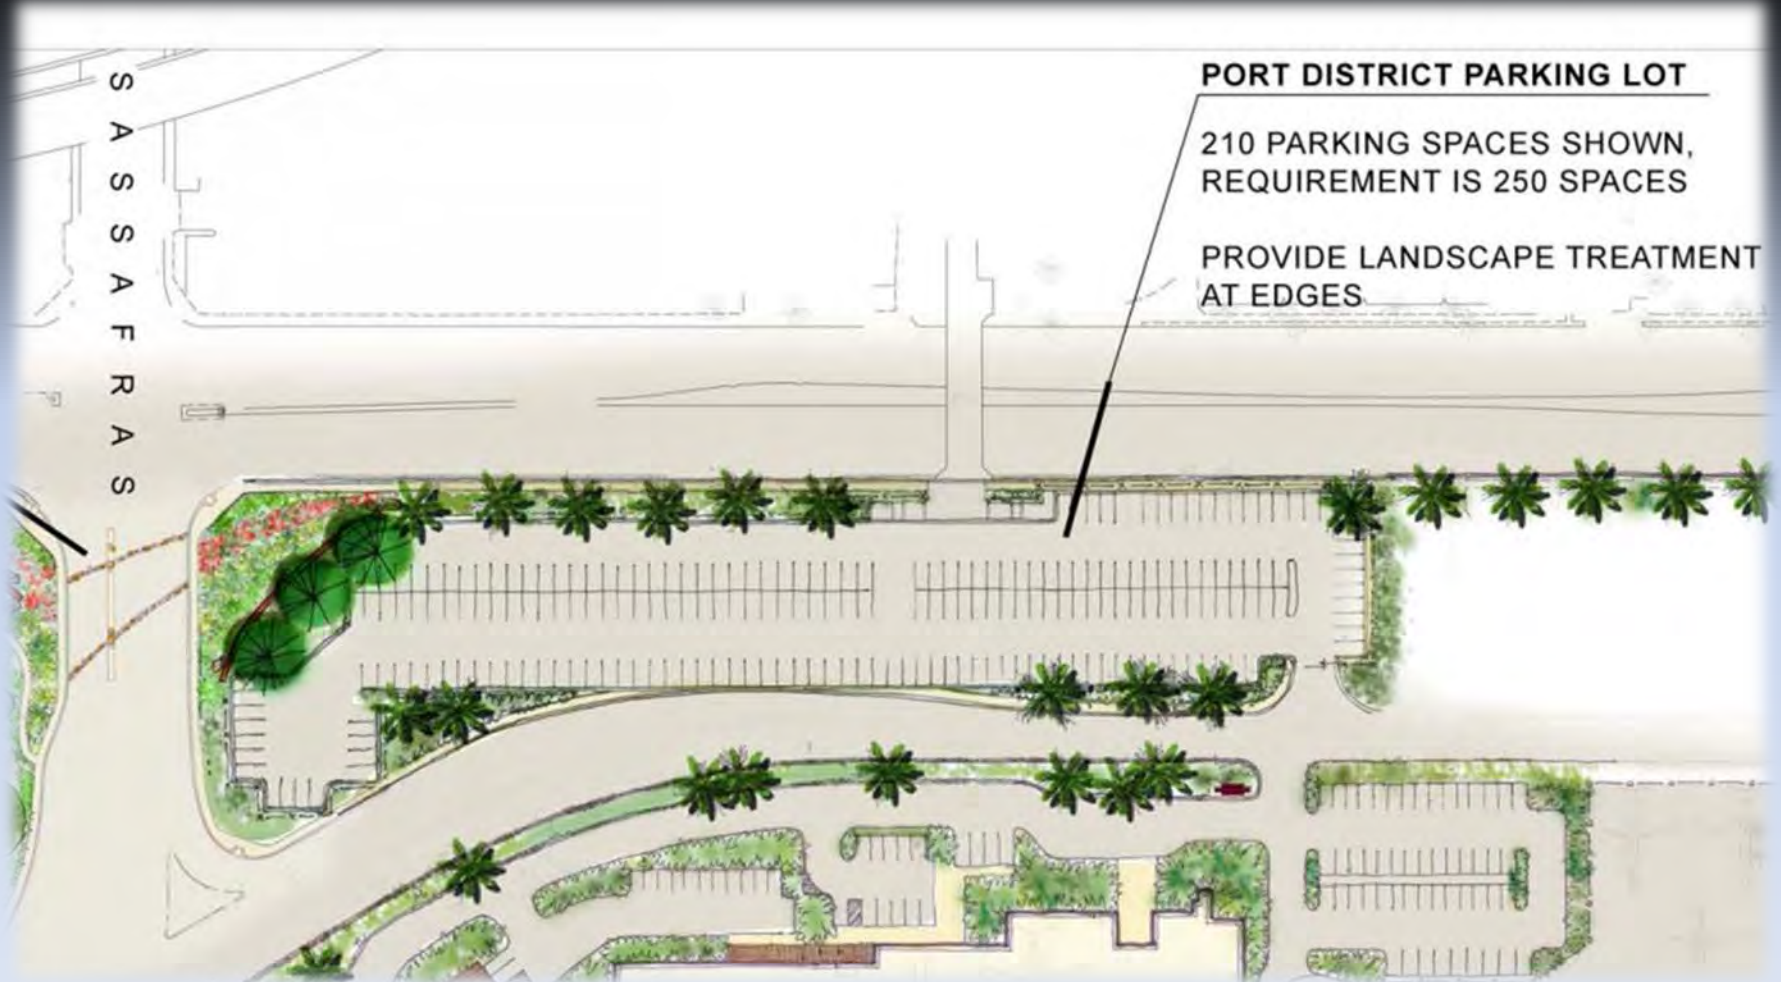 SASSAFRAS
PORT DISTRICT PARKING LOT
210 PARKING SPACES SHOWN,
REQUIREMENT IS 250 SPACES
PROVIDE LANDSCAPE TREATMENT
AT EDGES